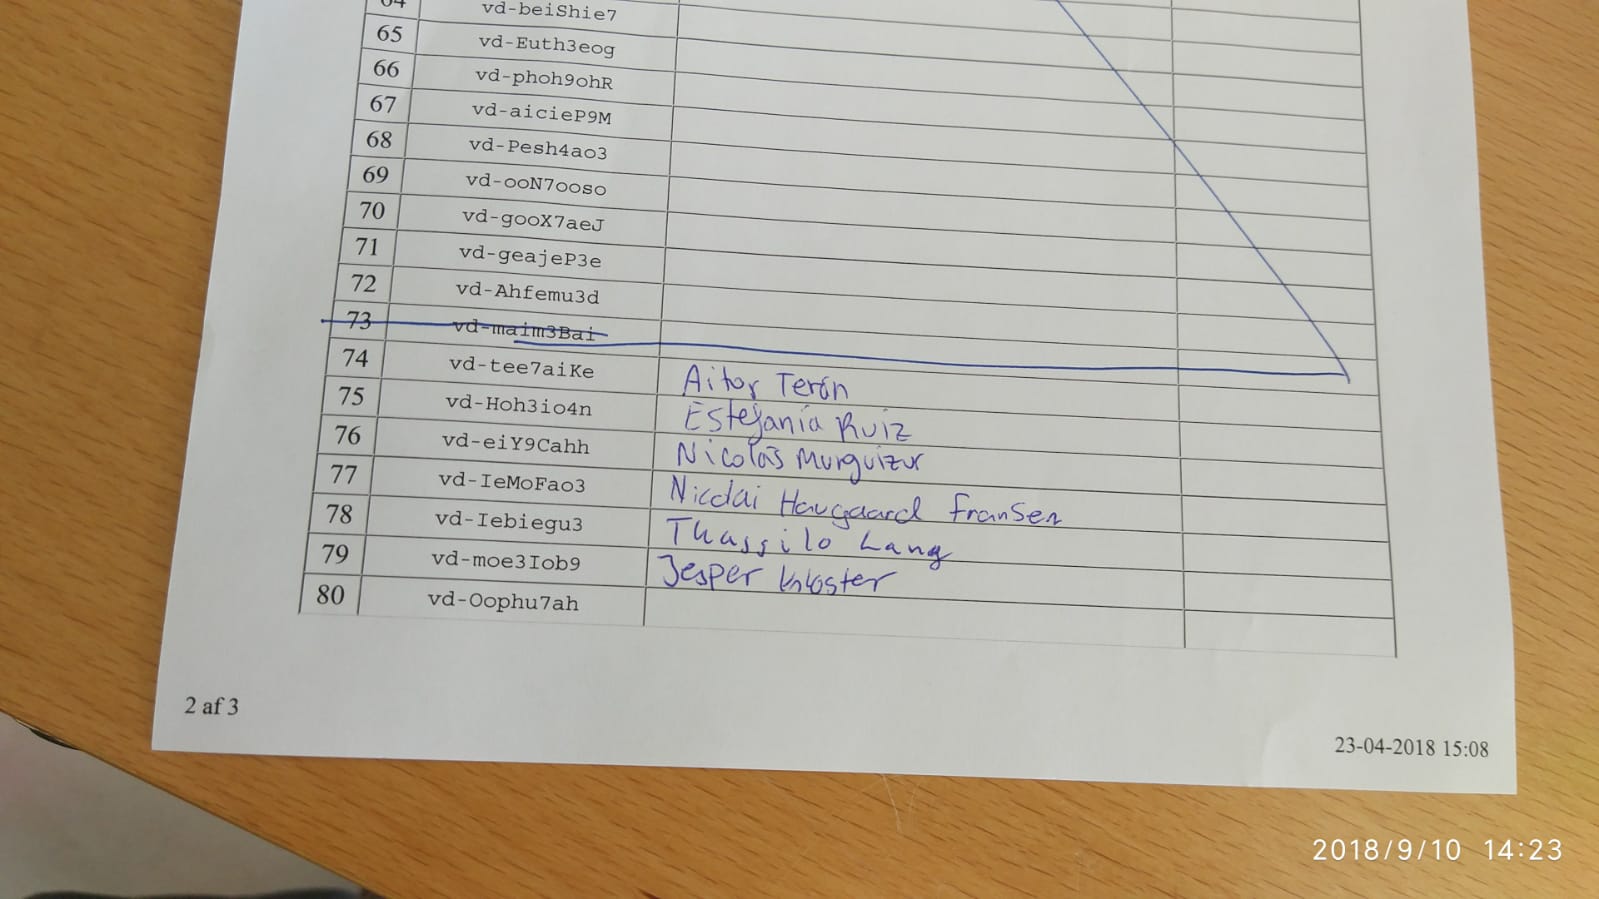 64 vd-beiShie7
65 vd-Euth3eog
66 vd-phoh9ohR
67 vd-aicieP9M
68 vd-Pesh4ao3
69 vd-ooN7ooso
70 vd-gooX7aeJ
71 vd-geajeP3e
72 vd-Ahfemu3d
73 vd-maim3Bai
74 vd-tee7aiKe Aitor Terón
75 vd-Hoh3io4n Estefanía Ruiz
76 vd-eiY9Cahh Nicolás Murguizur
77 vd-IeMoFao3 Nicolai Haugaard Fransen
78 vd-Iebiegu3 Thassilo Lang
79 vd-moe3Iob9 Jesper Kloster
80 vd-Oophu7ah
2 af 3
23-04-2018 15:08
2018/9/10 14:23